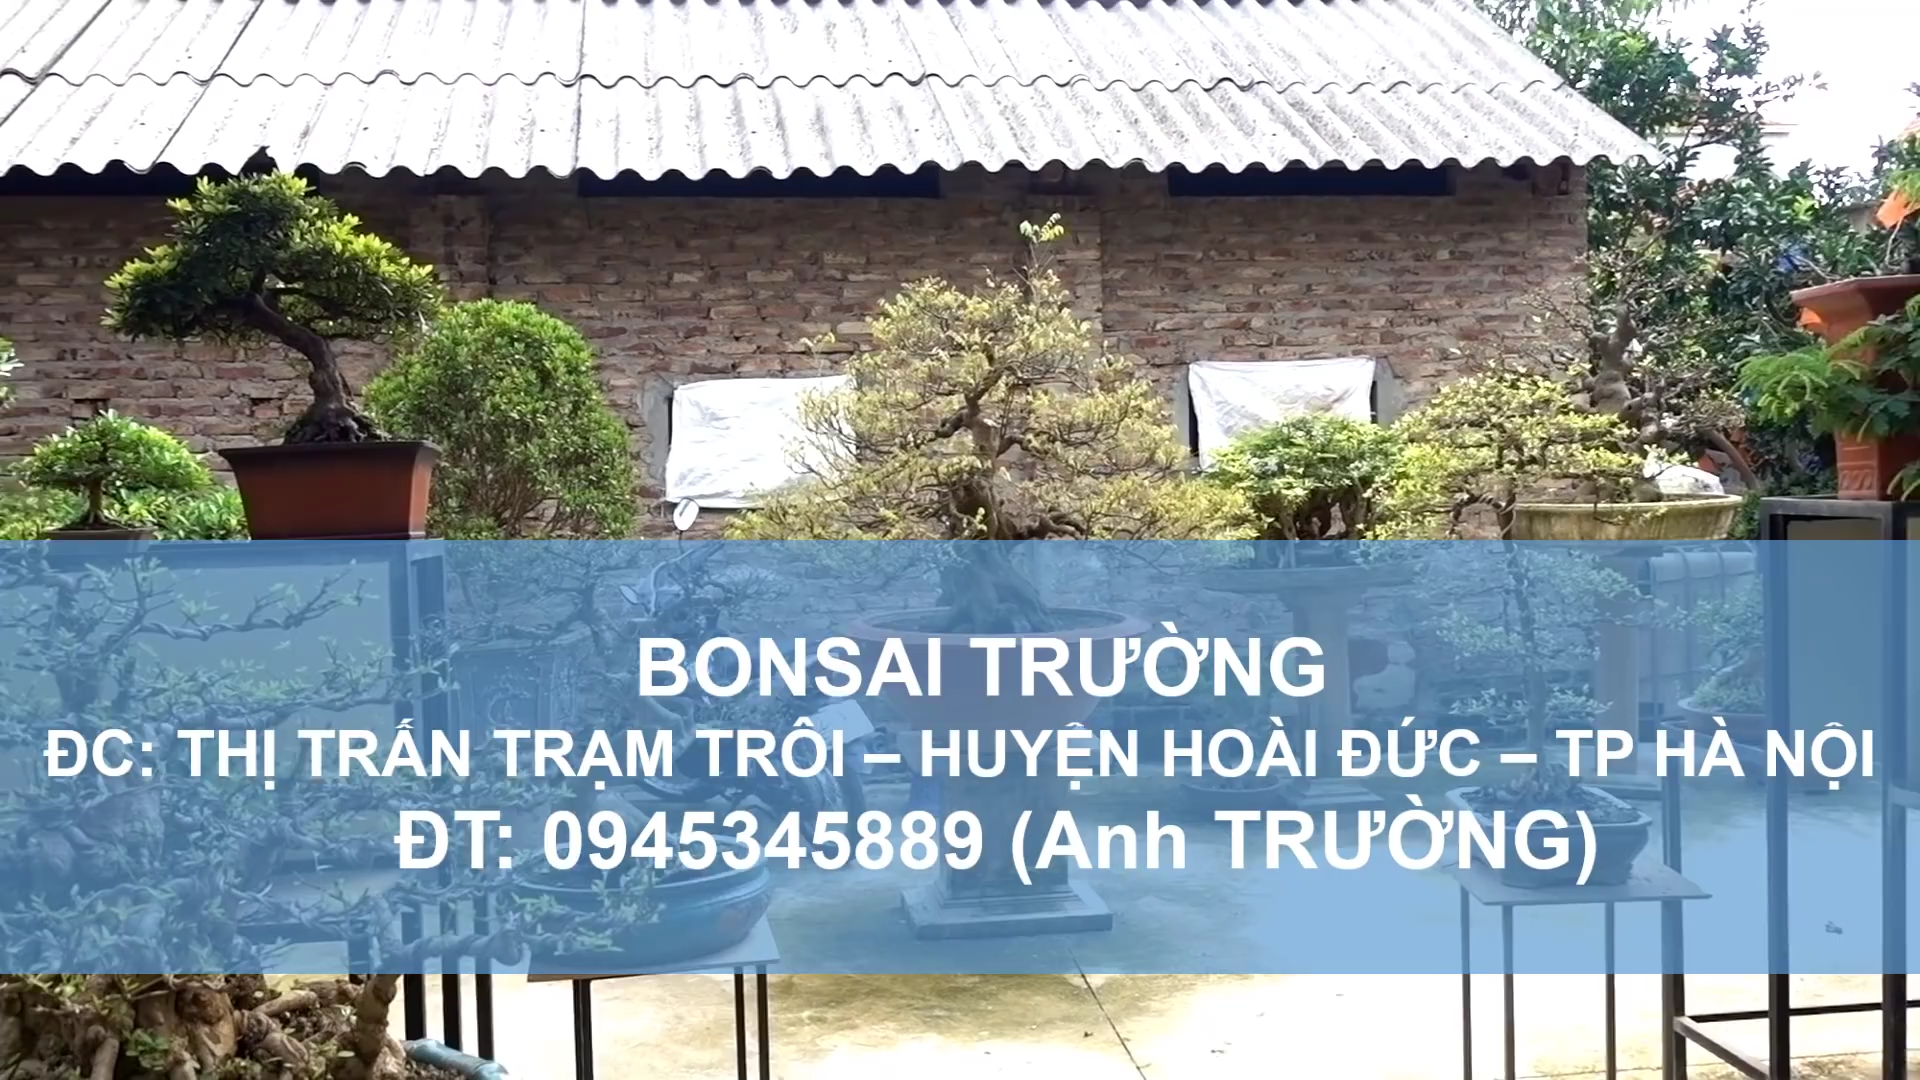 BONSAI TRƯỜNG
ĐC: THỊ TRẤN TRẠM TRÔI – HUYỆN HOÀI ĐỨC – TP HÀ NỘI
ĐT: 0945345889 (Anh TRƯỜNG)